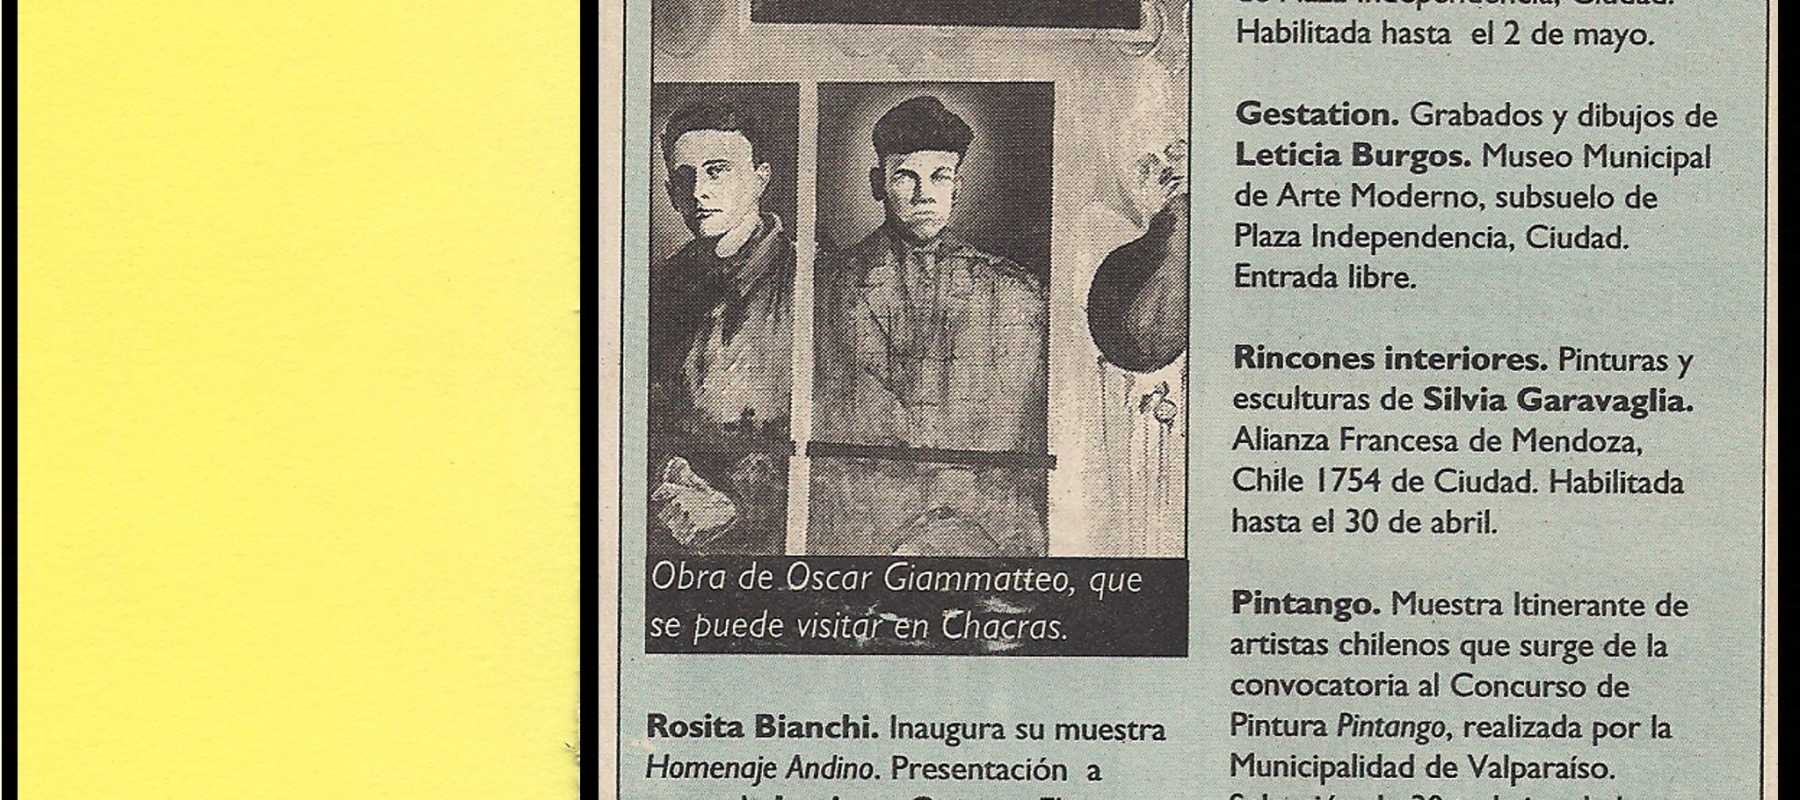 Obra de Oscar Giammatteo, que
se puede visitar en Chacras.
Rosita Bianchi. Inaugura su muestra
Homenaje Andino. Presentación a
de Plaza Independencia, Ciudad.
Habilitada hasta el 2 de mayo.
Gestation. Grabados y dibujos de
Leticia Burgos. Museo Municipal
de Arte Moderno, subsuelo de
Plaza Independencia, Ciudad.
Entrada libre.
Rincones interiores. Pinturas y
esculturas de Silvia Garavaglia.
Alianza Francesa de Mendoza,
Chile 1754 de Ciudad. Habilitada
hasta el 30 de abril.
Pintango. Muestra Itinerante de
artistas chilenos que surge de la
convocatoria al Concurso de
Pintura Pintango, realizada por la
Municipalidad de Valparaíso.